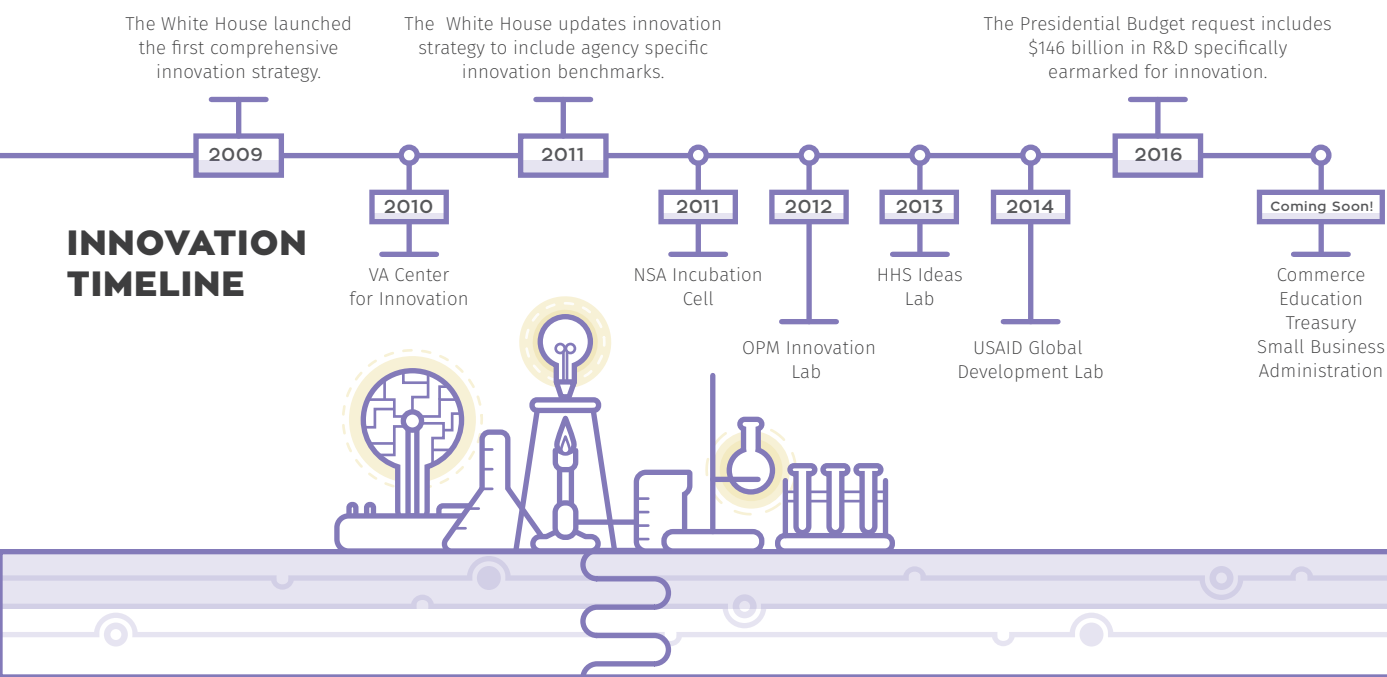 The White House launched
the first comprehensive
innovation strategy.
The White House updates innovation
strategy to include agency specific
innovation benchmarks.
The Presidential Budget request includes
$146 billion in R&D specifically
earmarked for innovation.
2009
2011
2016
2010
2011
2012
2013
2014
Coming Soon!
INNOVATION
TIMELINE
VA Center
for Innovation
NSA Incubation
Cell
OPM Innovation
Lab
HHS Ideas
Lab
USAID Global
Development Lab
Commerce
Education
Treasury
Small Business
Administration